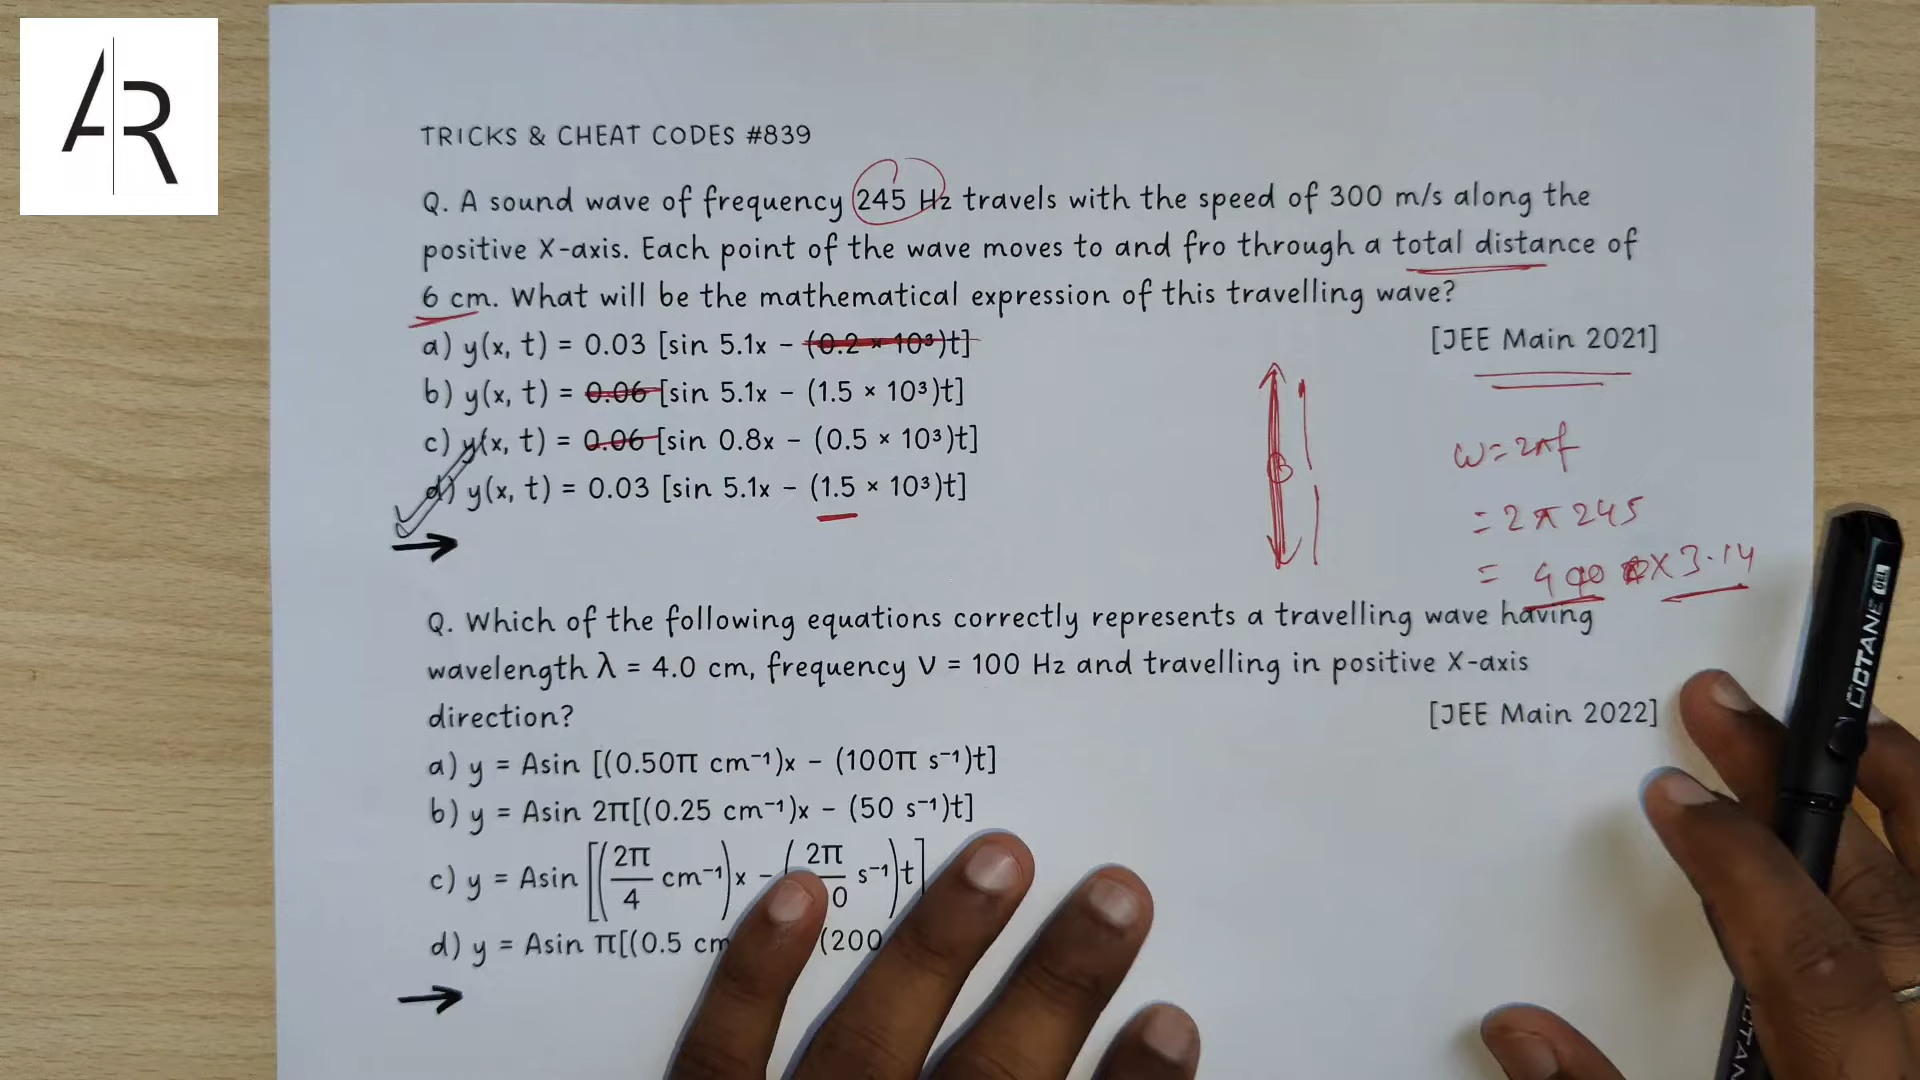 AR
TRICKS & CHEAT CODES #839
Q. A sound wave of frequency 245 Hz travels with the speed of 300 m/s along the
positive X-axis. Each point of the wave moves to and fro through a total distance of
6 cm. What will be the mathematical expression of this travelling wave?
a) y(x, t) = 0.03 [sin 5.1x - (0.2 × 10³)t]
[JEE Main 2021]
b) y(x, t) = 0.06 [sin 5.1x - (1.5 × 10³)t]
c) y(x, t) = 0.06 [sin 0.8x - (0.5 × 10³)t]
d) y(x, t) = 0.03 [sin 5.1x - (1.5 × 10³)t]
ω = 2πf
= 2π 245
= 490 × 3.14
Q. Which of the following equations correctly represents a travelling wave having
wavelength λ = 4.0 cm, frequency V = 100 Hz and travelling in positive X-axis
direction?
[JEE Main 2022]
a) y = Asin [(0.50π cm⁻¹)x - (100π s⁻¹)t]
b) y = Asin 2π[(0.25 cm⁻¹)x - (50 s⁻¹)t]
c) y = Asin [(2π/4 cm⁻¹)x - (2π/ 0 s⁻¹)t]
d) y = Asin π[(0.5 cm (200
OCTANE